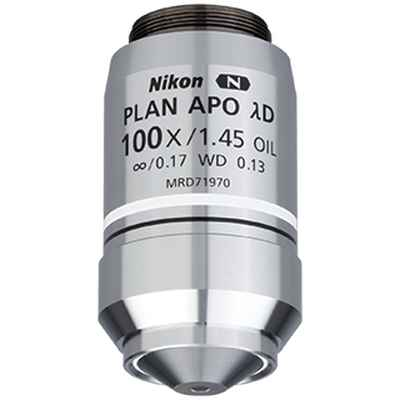 Nikon N
PLAN APO λD
100X/1.45 OIL
∞/0.17 WD 0.13
MRD71970